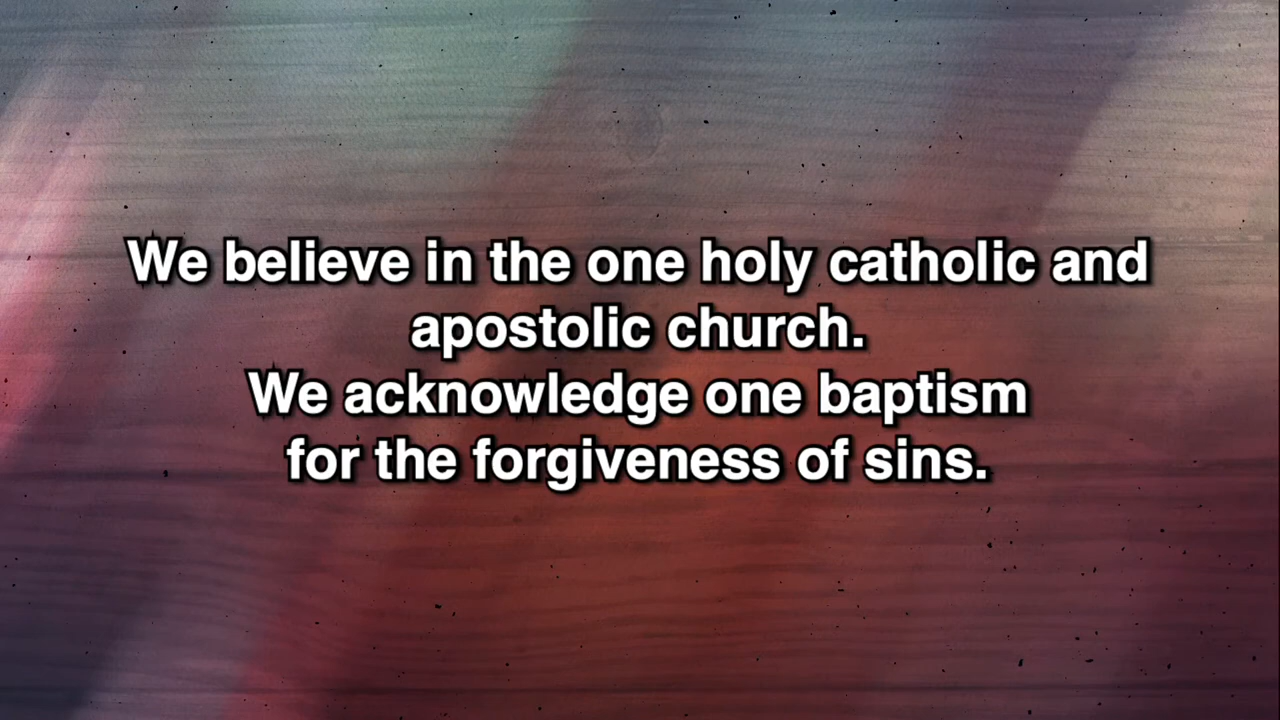 We believe in the one holy catholic and
apostolic church.
We acknowledge one baptism
for the forgiveness of sins.